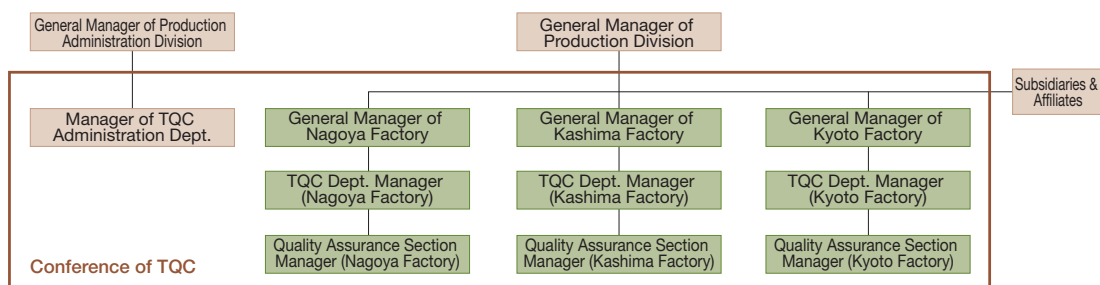 General Manager of Production
Administration Division
General Manager of
Production Division
Subsidiaries &
Affiliates
Manager of TQC
Administration Dept.
General Manager of
Nagoya Factory
General Manager of
Kashima Factory
General Manager of
Kyoto Factory
TQC Dept. Manager
(Nagoya Factory)
TQC Dept. Manager
(Kashima Factory)
TQC Dept. Manager
(Kyoto Factory)
Quality Assurance Section
Manager (Nagoya Factory)
Quality Assurance Section
Manager (Kashima Factory)
Quality Assurance Section
Manager (Kyoto Factory)
Conference of TQC